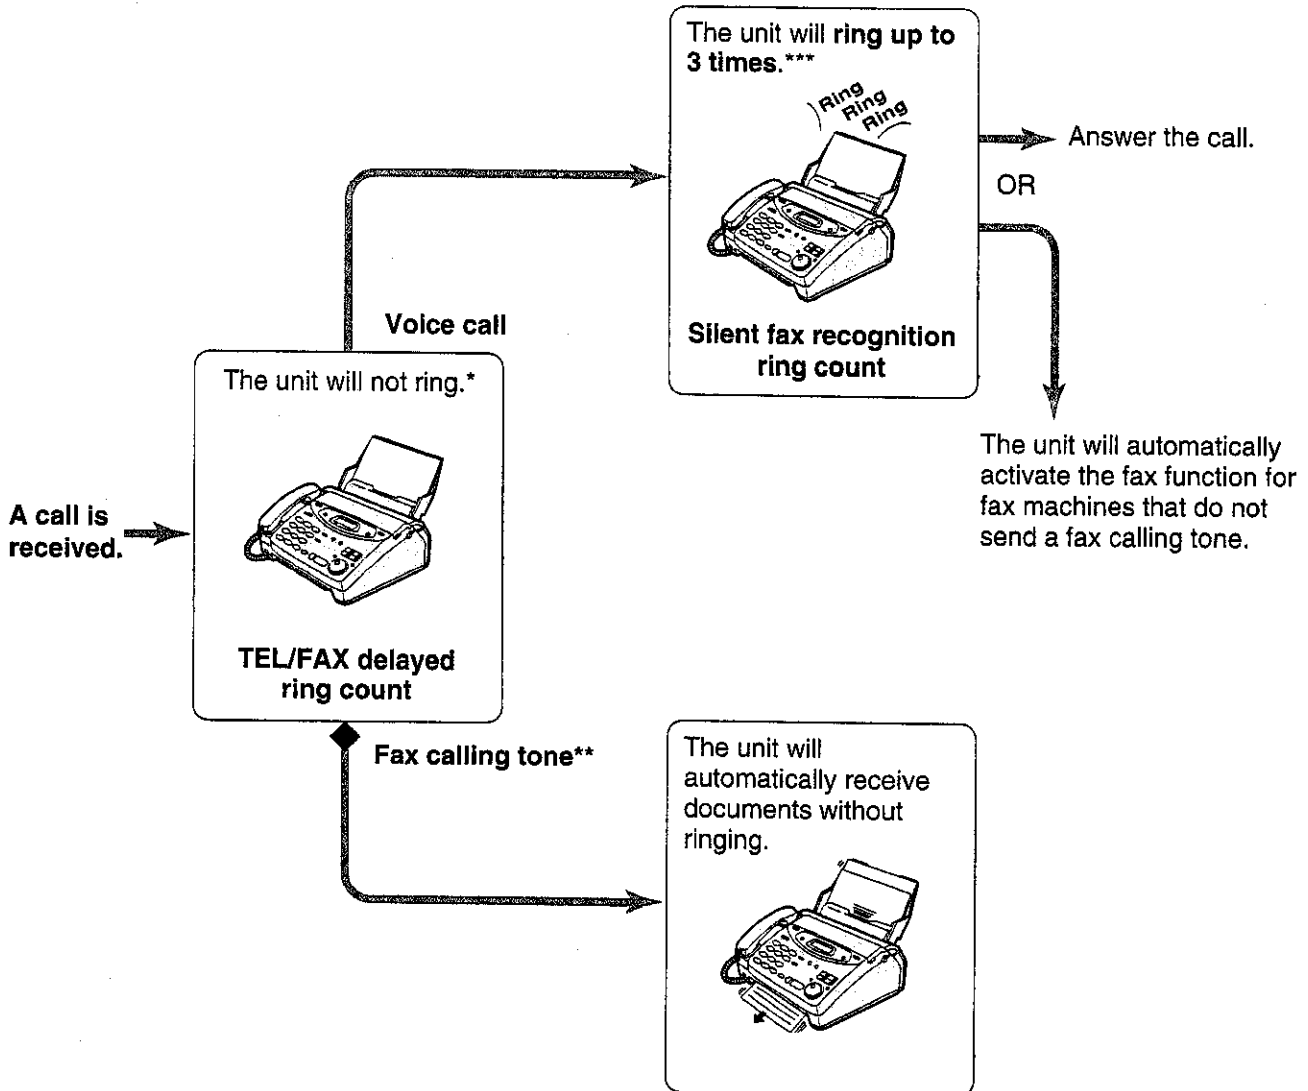 The unit will ring up to
3 times.***
Ring
Ring
Ring
Answer the call.
OR
Silent fax recognition
ring count
The unit will automatically
activate the fax function for
fax machines that do not
send a fax calling tone.
Voice call
The unit will not ring.*
A call is
received.
TEL/FAX delayed
ring count
Fax calling tone**
The unit will
automatically receive
documents without
ringing.